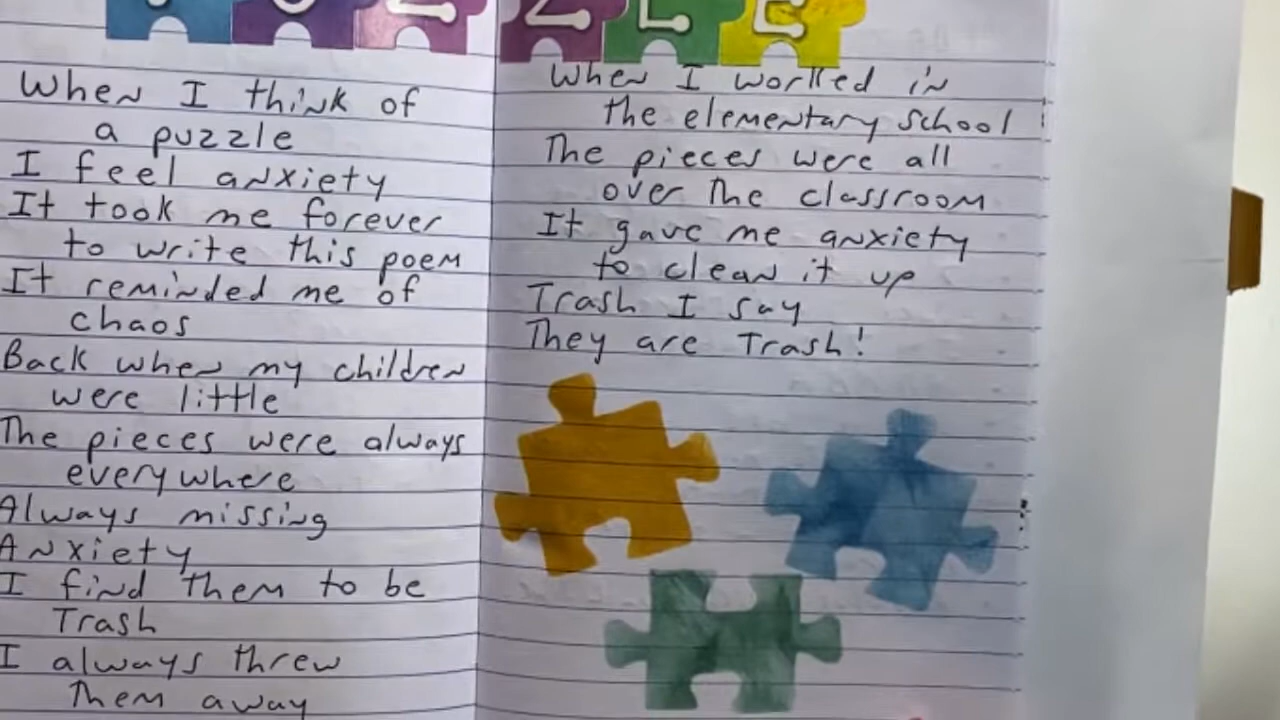 PUZZLE
When I think of
a puzzle
I feel anxiety
It took me forever
to write this poem
It reminded me of
chaos
Back when my children
were little
The pieces were always
everywhere
Always missing
Anxiety
I find Them to be
Trash
I always threw
Them away
When I worked in
the elementary School
The pieces were all
over The classroom
It gave me anxiety
to clean it up
Trash I say
They are Trash!